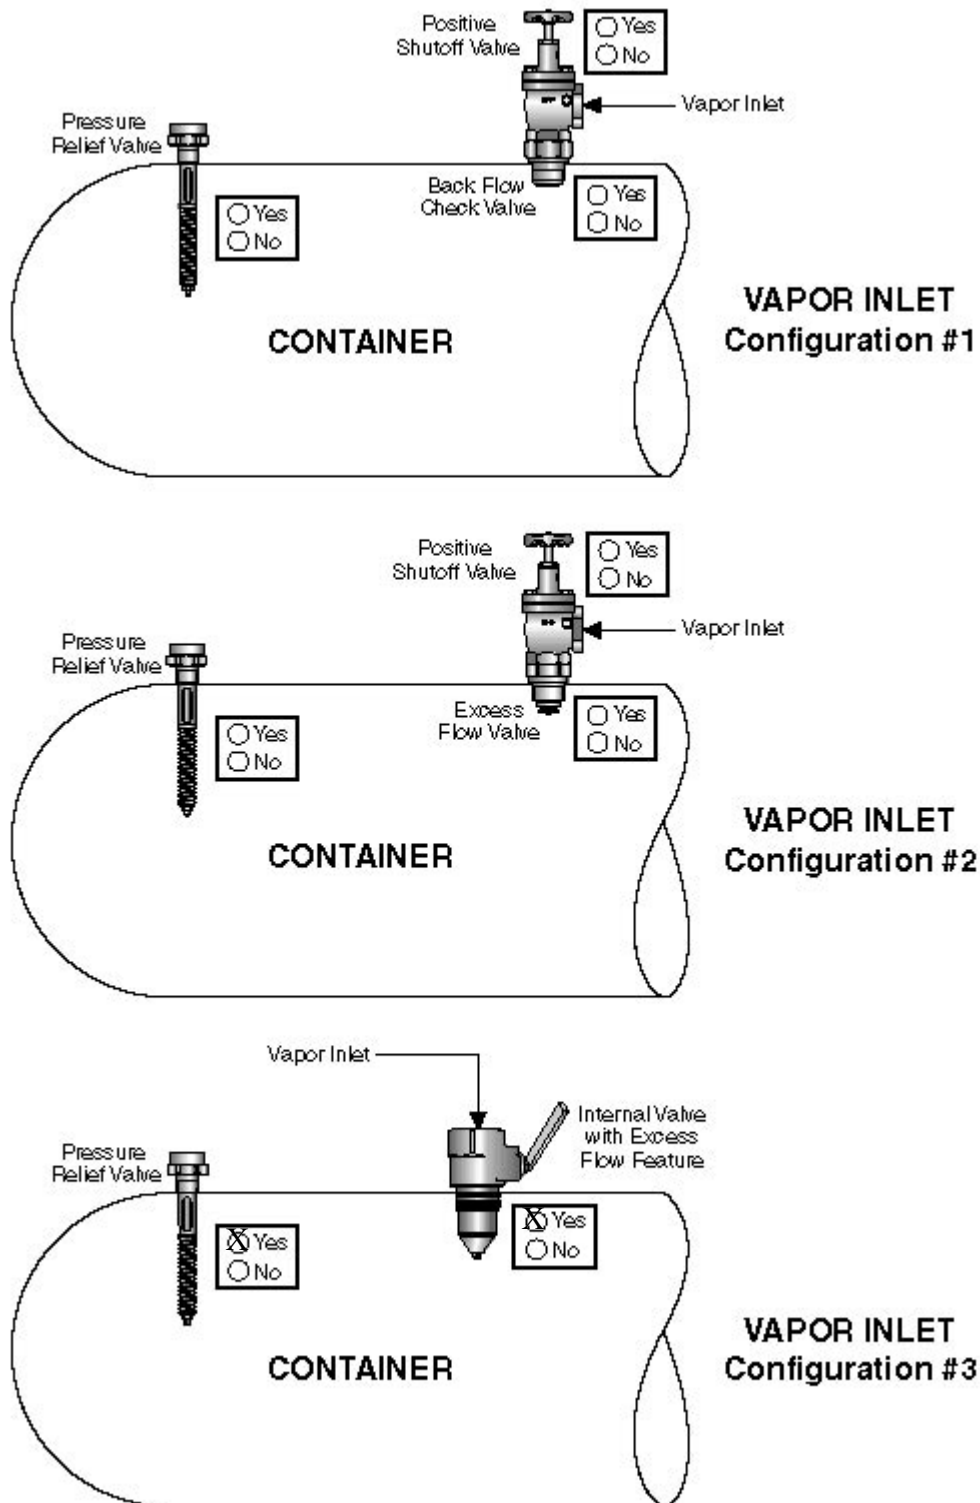 Positive
Shutoff Valve
Yes
No
Vapor Inlet
Pressure
Relief Valve
Yes
No
Back Flow
Check Valve
Yes
No
CONTAINER
VAPOR INLET
Configuration #1
Positive
Shutoff Valve
Yes
No
Vapor Inlet
Pressure
Relief Valve
Yes
No
Excess
Flow Valve
Yes
No
CONTAINER
VAPOR INLET
Configuration #2
Vapor Inlet
Internal Valve
with Excess
Flow Feature
Pressure
Relief Valve
X Yes
No
X Yes
No
CONTAINER
VAPOR INLET
Configuration #3